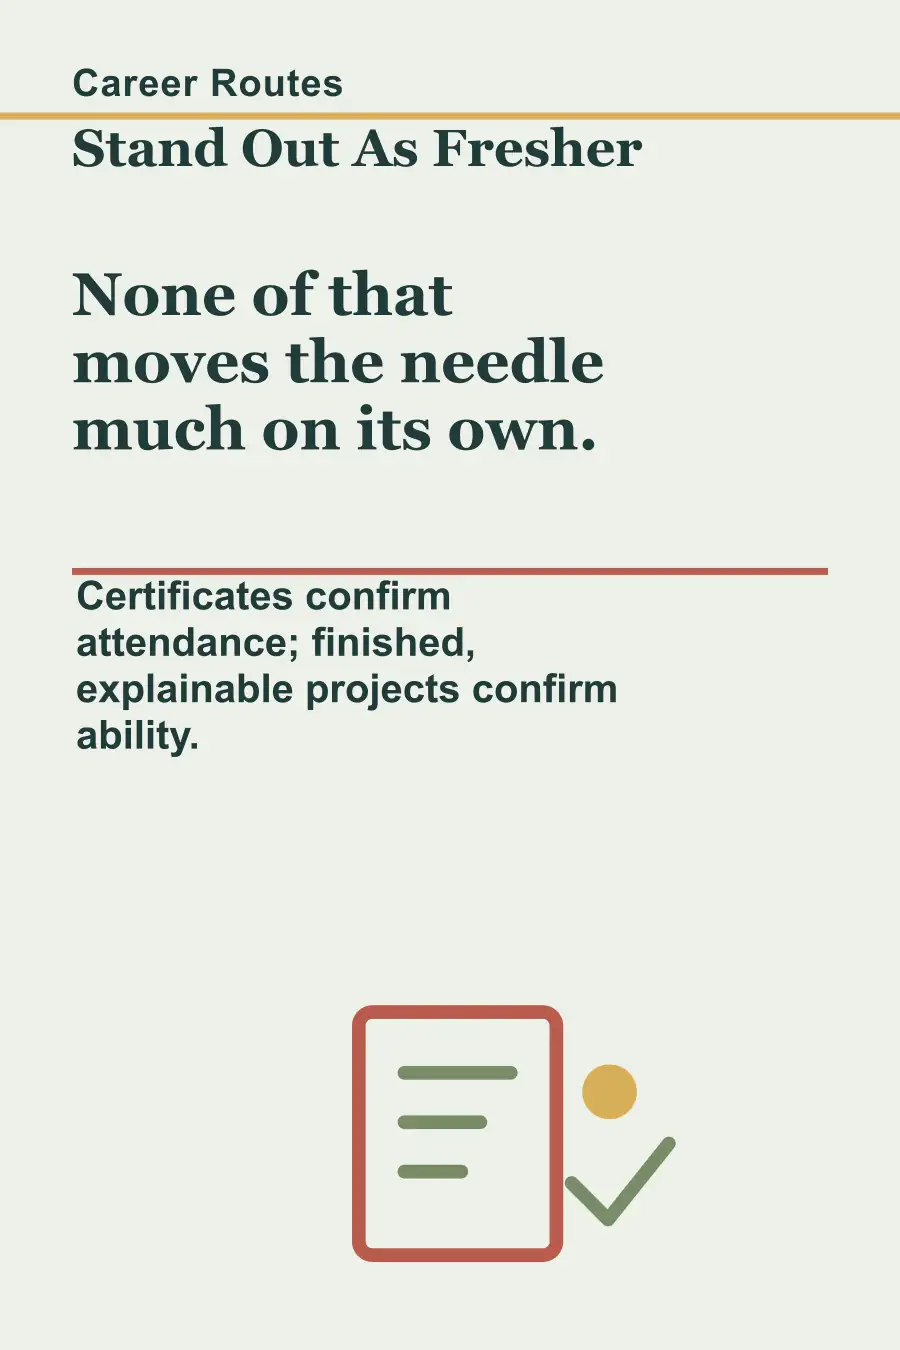 Career Routes
Stand Out As Fresher
None of that
moves the needle
much on its own.
Certificates confirm
attendance; finished,
explainable projects confirm
ability.